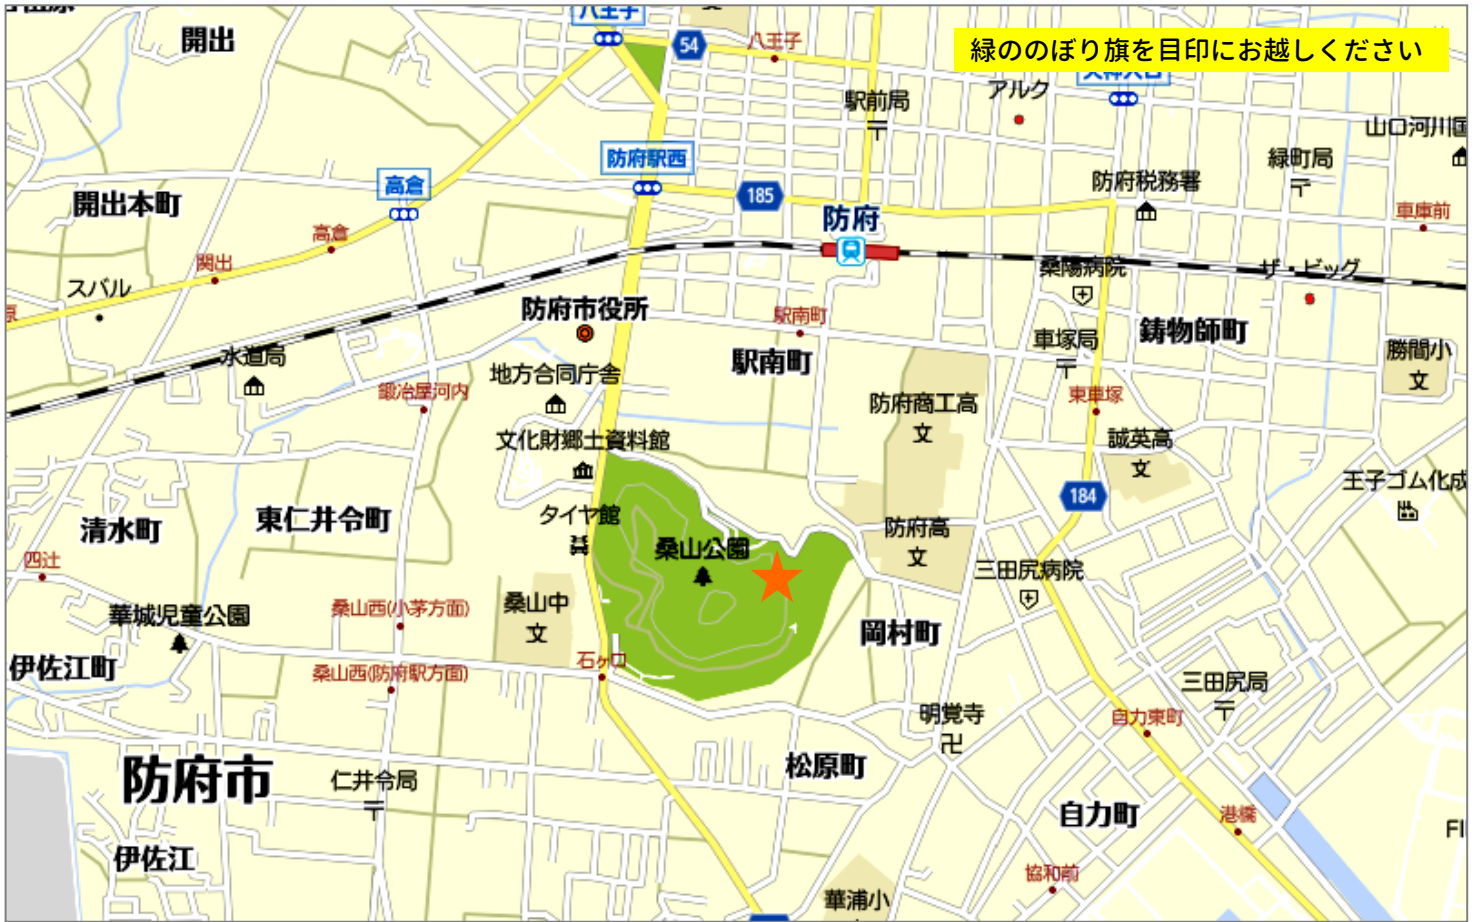 八王子
開出
54
八王子
緑ののぼり旗を目印にお越しください
天神入口
アルク
駅前局
山口河川国
防府駅西
緑町局
高倉
防府税務署
開出本町
185
防府
車庫前
高倉
関出
桑陽病院
ザ・ビッグ
スバル
原
防府市役所
駅南町
鋳物師町
車塚局
水道局
駅南町
勝間小
文
地方合同庁舎
鍛冶屋河内
東車塚
防府商工高
文
文化財郷土資料館
誠英高
文
王子ゴム化成
184
タイヤ館
清水町
東仁井令町
防府高
文
桑山公園
四辻
三田尻病院
桑山中
文
桑山西(小茅方面)
華城児童公園
岡村町
石ヶ口
伊佐江町
桑山西(防府駅方面)
三田尻局
明覚寺
自力東町
松原町
防府市
仁井令局
自力町
港橋
FI
伊佐江
協和前
華浦小